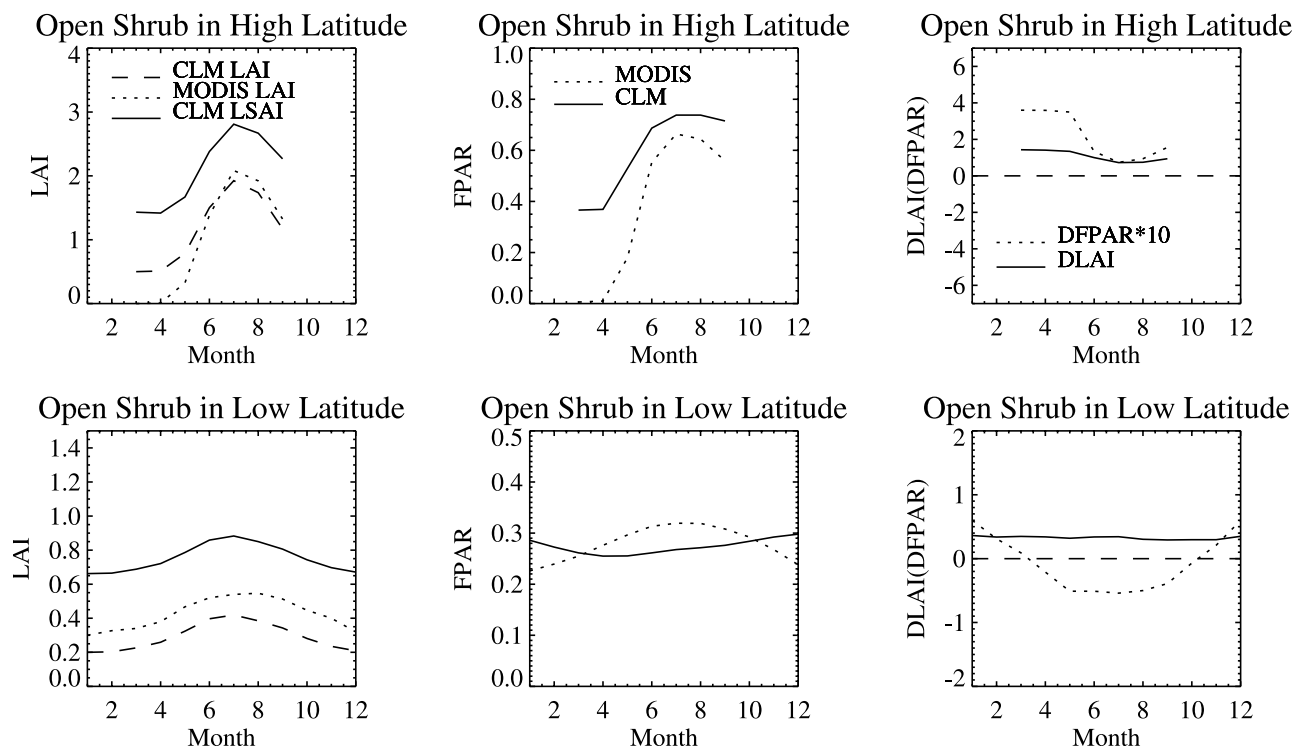 Open Shrub in High Latitude
4
3
2
1
0
LAI
CLM LAI
MODIS LAI
CLM LSAI
2 4 6 8 10 12
Month
Open Shrub in High Latitude
1.0
0.8
0.6
0.4
0.2
0.0
FPAR
MODIS
CLM
2 4 6 8 10 12
Month
Open Shrub in High Latitude
6
4
2
0
-2
-4
-6
DLAI(DFPAR)
DFPAR*10
DLAI
2 4 6 8 10 12
Month
Open Shrub in Low Latitude
1.4
1.2
1.0
0.8
0.6
0.4
0.2
0.0
LAI
2 4 6 8 10 12
Month
Open Shrub in Low Latitude
0.5
0.4
0.3
0.2
0.1
0.0
FPAR
2 4 6 8 10 12
Month
Open Shrub in Low Latitude
2
1
0
-1
-2
DLAI(DFPAR)
2 4 6 8 10 12
Month